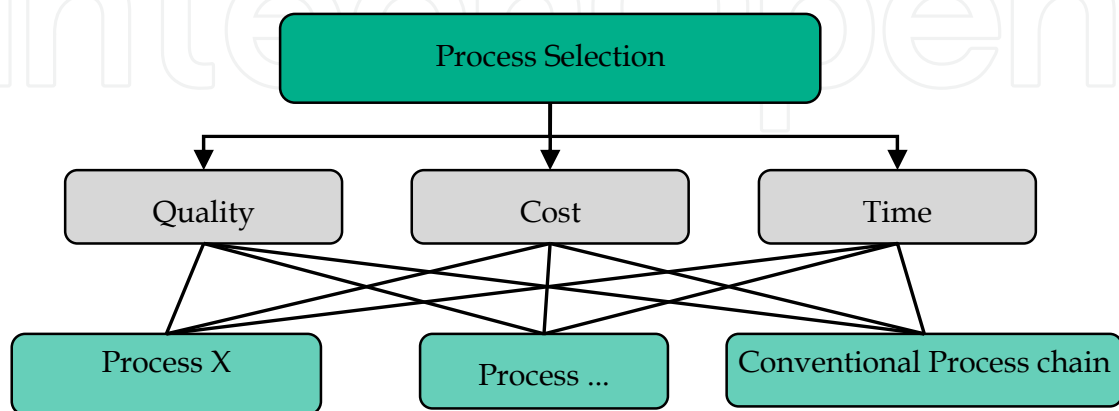 Process Selection
Quality
Cost
Time
Process X
Process ...
Conventional Process chain